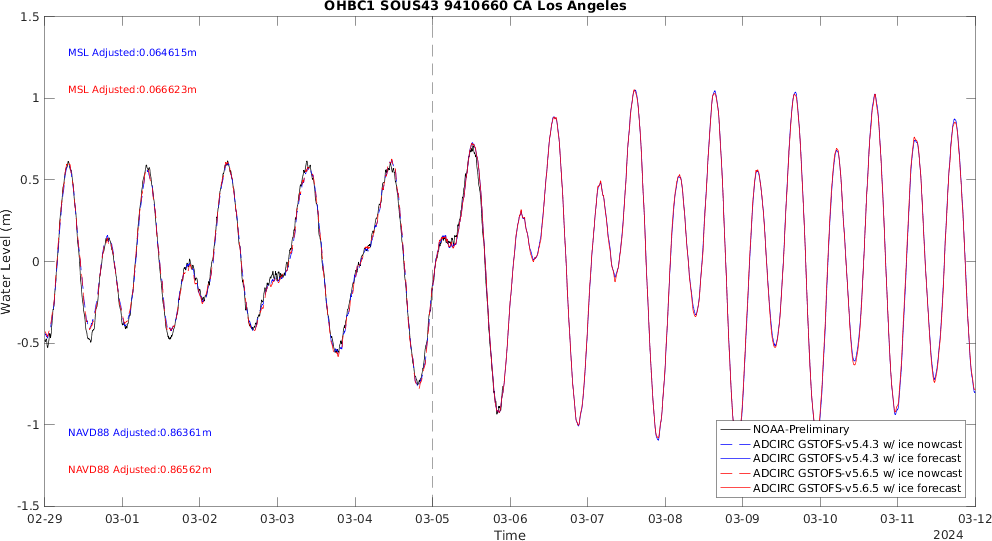 OHBC1 SOUS43 9410660 CA Los Angeles
1.5
1
0.5
0
-0.5
-1
-1.5
Water Level (m)
MSL Adjusted:0.064615m
MSL Adjusted:0.066623m
NAVD88 Adjusted:0.86361m
NAVD88 Adjusted:0.86562m
NOAA-Preliminary
ADCIRC GSTOFS-v5.4.3 w/ ice nowcast
ADCIRC GSTOFS-v5.4.3 w/ ice forecast
ADCIRC GSTOFS-v5.6.5 w/ ice nowcast
ADCIRC GSTOFS-v5.6.5 w/ ice forecast
02-29 03-01 03-02 03-03 03-04 03-05 03-06 03-07 03-08 03-09 03-10 03-11 03-12
Time
2024